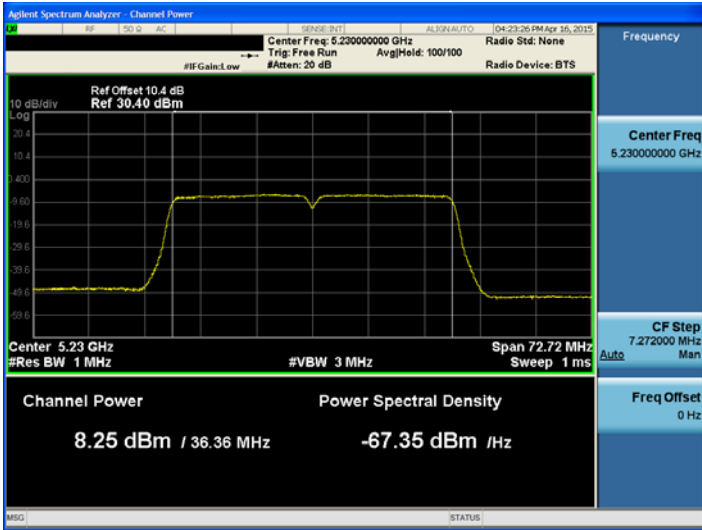 Agilent Spectrum Analyzer - Channel Power
RF 50 Ω AC SENSE:INT ALIGNAUTO 04:23:26 PM Apr 16, 2015
Center Freq: 5.230000000 GHz Radio Std: None
Trig: Free Run Avg|Hold: 100/100
#IFGain:Low #Atten: 20 dB Radio Device: BTS
Ref Offset 10.4 dB
10 dB/div Ref 30.40 dBm
Log
20.4
10.4
0.400
-9.60
-19.6
-29.6
-39.6
-49.6
-59.6
Center 5.23 GHz Span 72.72 MHz
#Res BW 1 MHz #VBW 3 MHz Sweep 1 ms
Channel Power Power Spectral Density
8.25 dBm / 36.36 MHz -67.35 dBm /Hz
MSG STATUS
Frequency
Center Freq
5.230000000 GHz
CF Step
7.272000 MHz
Auto Man
Freq Offset
0 Hz